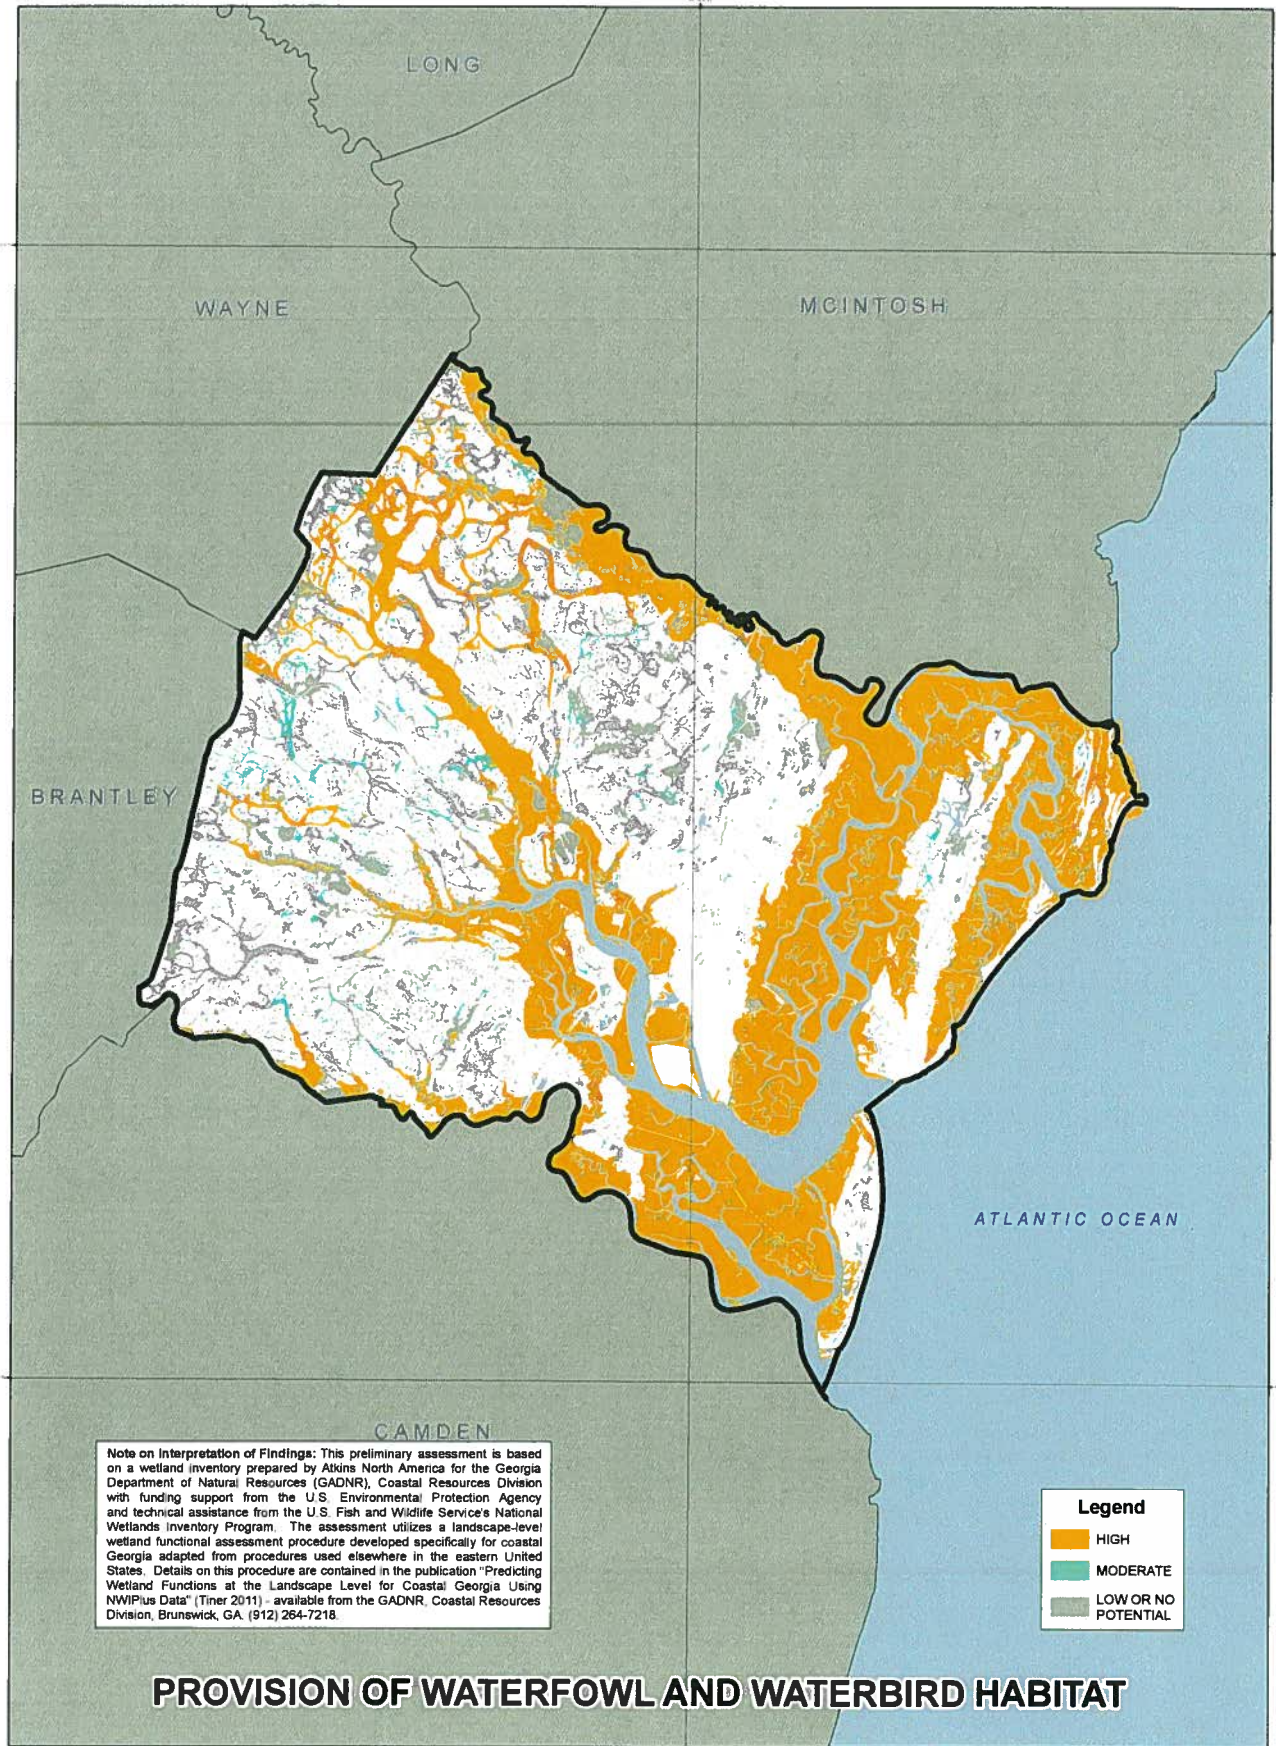 LONG
WAYNE
MCINTOSH
BRANTLEY
ATLANTIC OCEAN
CAMDEN
Note on Interpretation of Findings: This preliminary assessment is based
on a wetland inventory prepared by Atkins North America for the Georgia
Department of Natural Resources (GADNR), Coastal Resources Division
with funding support from the U.S. Environmental Protection Agency
and technical assistance from the U.S. Fish and Wildlife Service's National
Wetlands Inventory Program. The assessment utilizes a landscape-level
wetland functional assessment procedure developed specifically for coastal
Georgia adapted from procedures used elsewhere in the eastern United
States. Details on this procedure are contained in the publication "Predicting
Wetland Functions at the Landscape Level for Coastal Georgia Using
NWIPlus Data" (Tiner 2011) - available from the GADNR, Coastal Resources
Division, Brunswick, GA. (912) 264-7218.
Legend
HIGH
MODERATE
LOW OR NO
POTENTIAL
PROVISION OF WATERFOWL AND WATERBIRD HABITAT